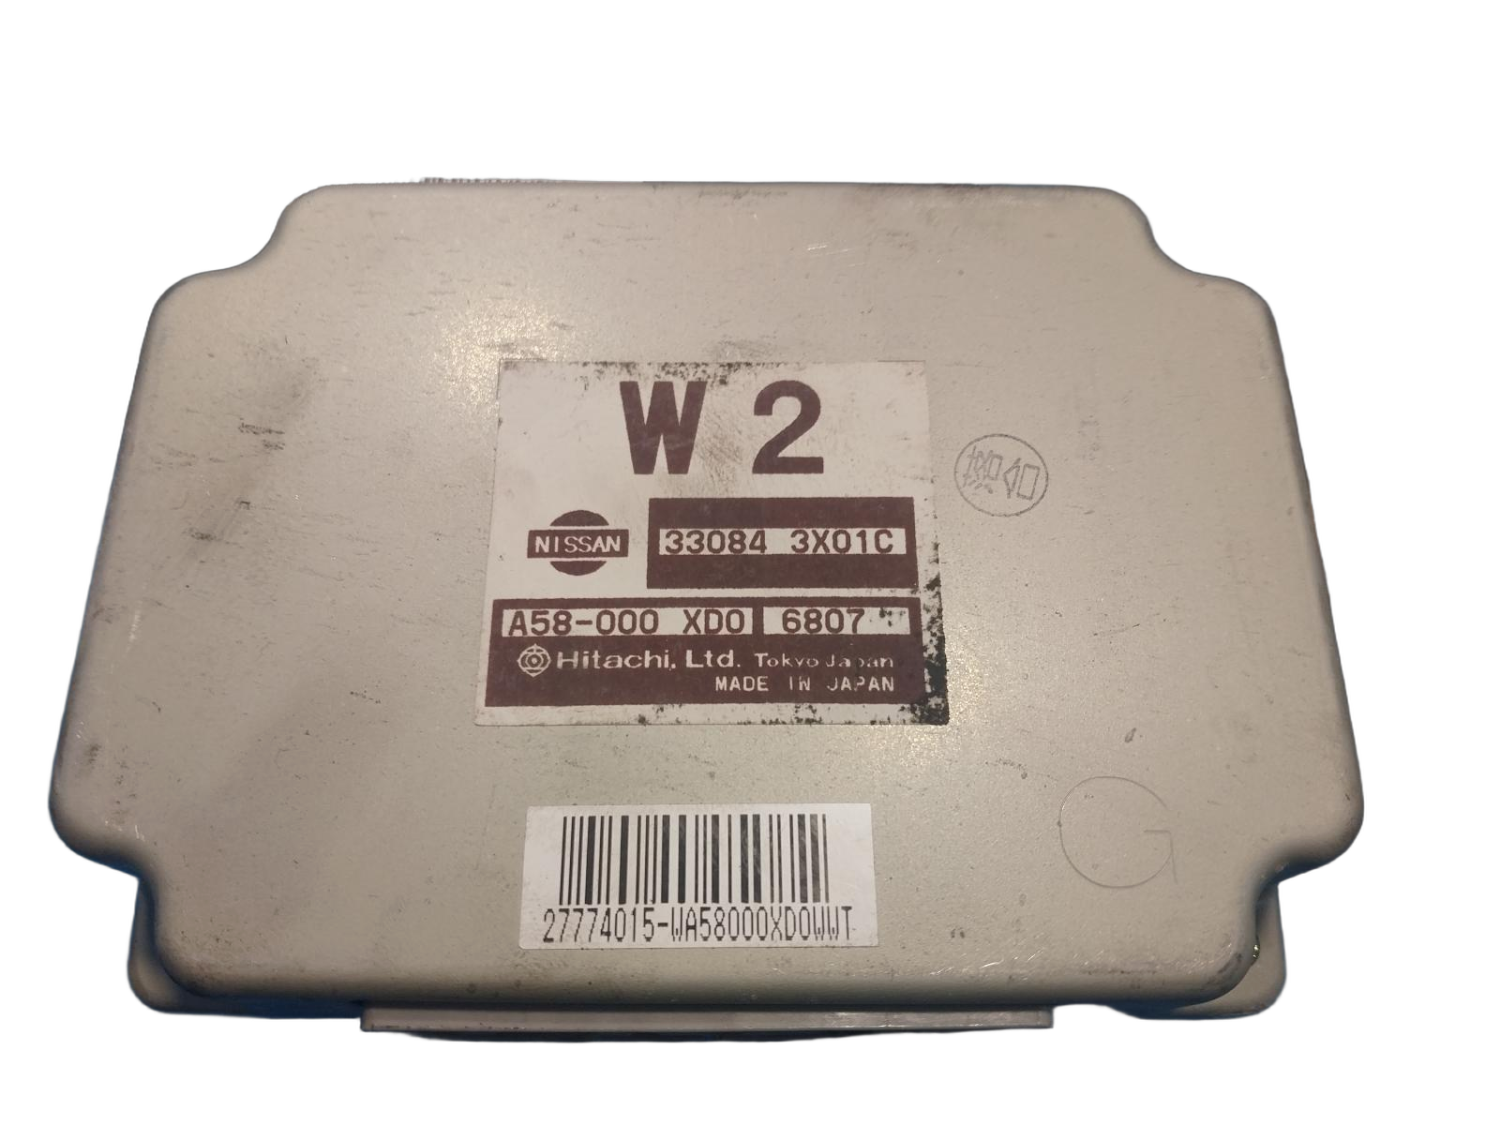 W 2
NISSAN
33084 3X01C
A58-000 XD0 6807
Hitachi, Ltd. Tokyo Japan
MADE IN JAPAN
27774015-WA58000XD0WWT
G